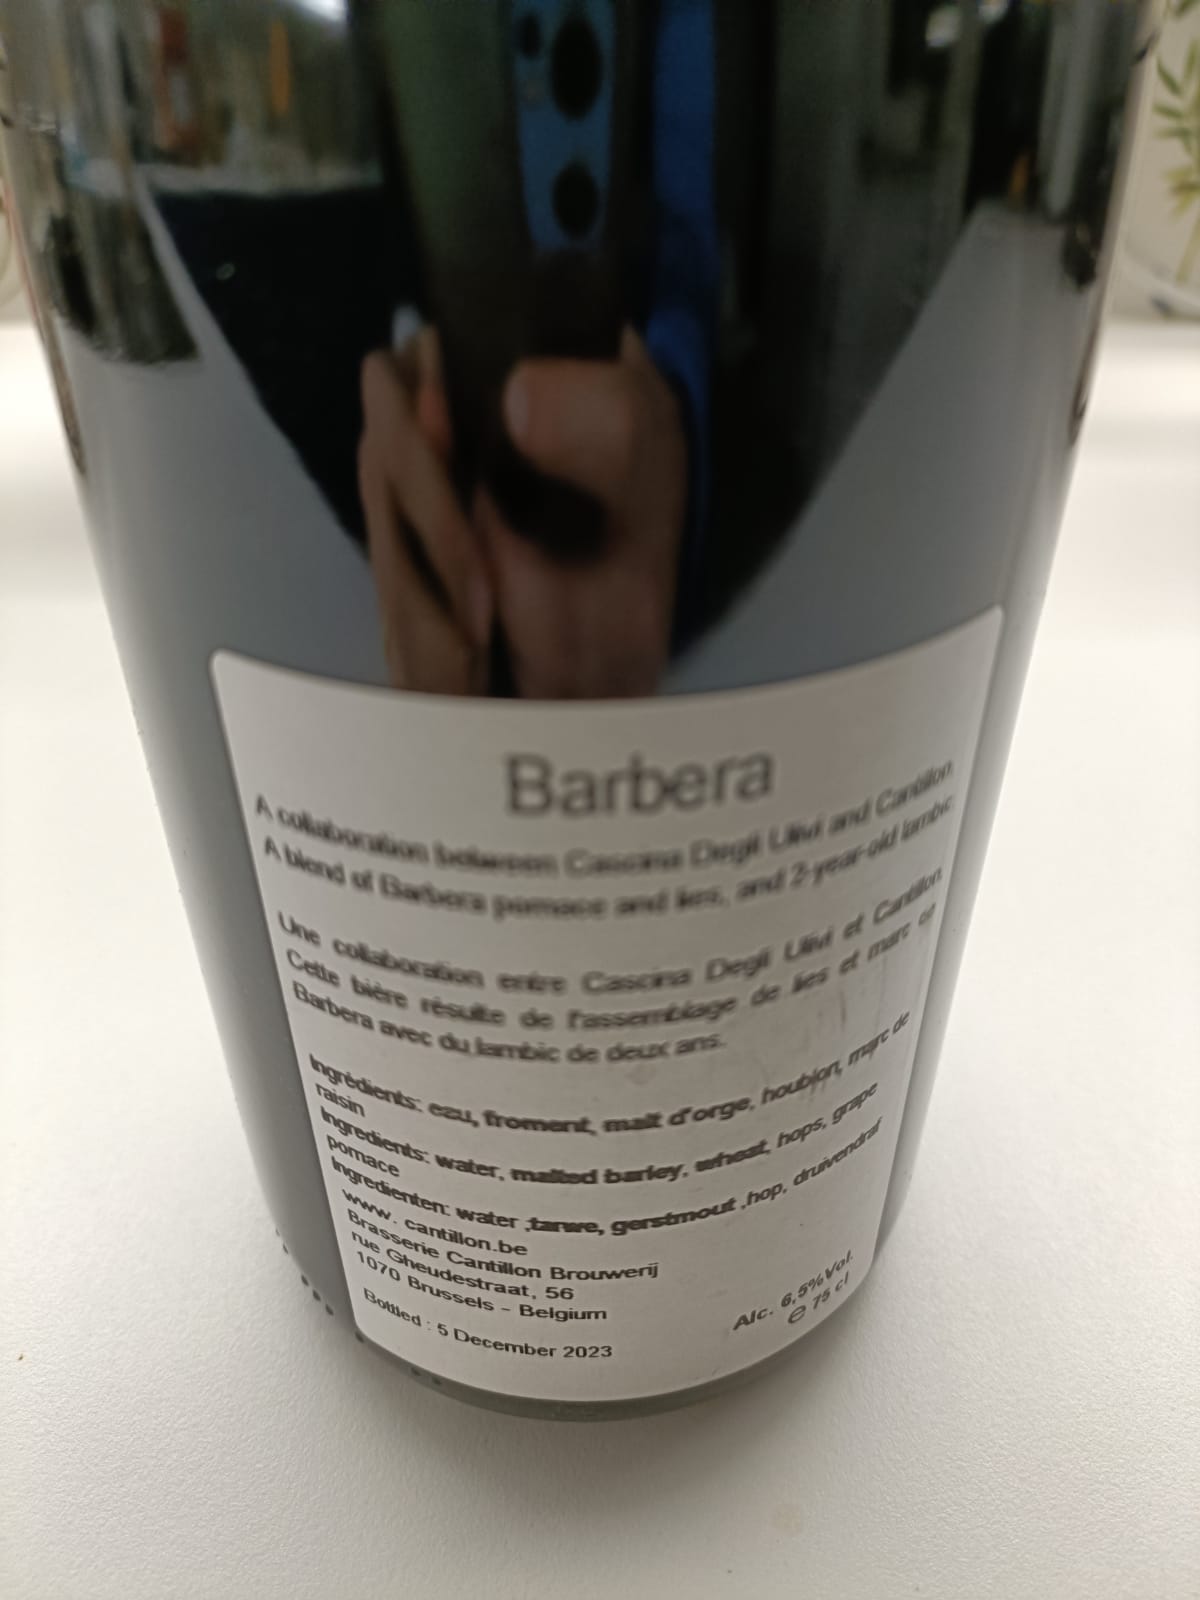 Barbera
A collaboration between Cascina Degli Ulivi and Cantillon.
A blend of Barbera pomace and lies, and 2-year-old lambic.
Une collaboration entre Cascina Degli Ulivi et Cantillon.
Cette bière résulte de l'assemblage de lies et marc de
Barbera avec du lambic de deux ans.
Ingrédients: eau, froment, malt d'orge, houblon, marc de
raisin
Ingredients: water, malted barley, wheat, hops, grape
pomace
Ingredienten: water ,tarwe, gerstmout ,hop, druivendraf
www. cantillon.be
Brasserie Cantillon Brouwerij
rue Gheudestraat, 56
1070 Brussels - Belgium
Alc. 6,5%Vol.
℮ 75 cl
Bottled : 5 December 2023